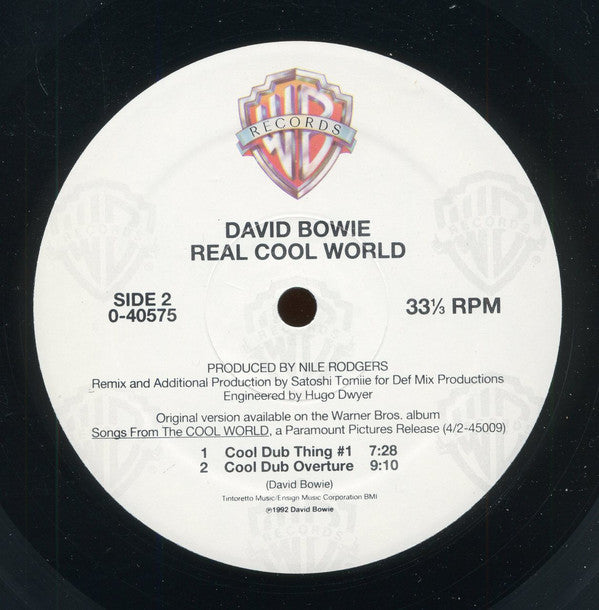 WB
RECORDS
®
DAVID BOWIE
REAL COOL WORLD
SIDE 2
0-40575
33⅓ RPM
PRODUCED BY NILE RODGERS
Remix and Additional Production by Satoshi Torniie for Def Mix Productions
Engineered by Hugo Dwyer
Original version available on the Warner Bros. album
Songs From The COOL WORLD, a Paramount Pictures Release (4/2-45009)
1 Cool Dub Thing #1 7:28
2 Cool Dub Overture 9:10
(David Bowie)
Tintoretto Music/Ensign Music Corporation BMI
℗1992 David Bowie